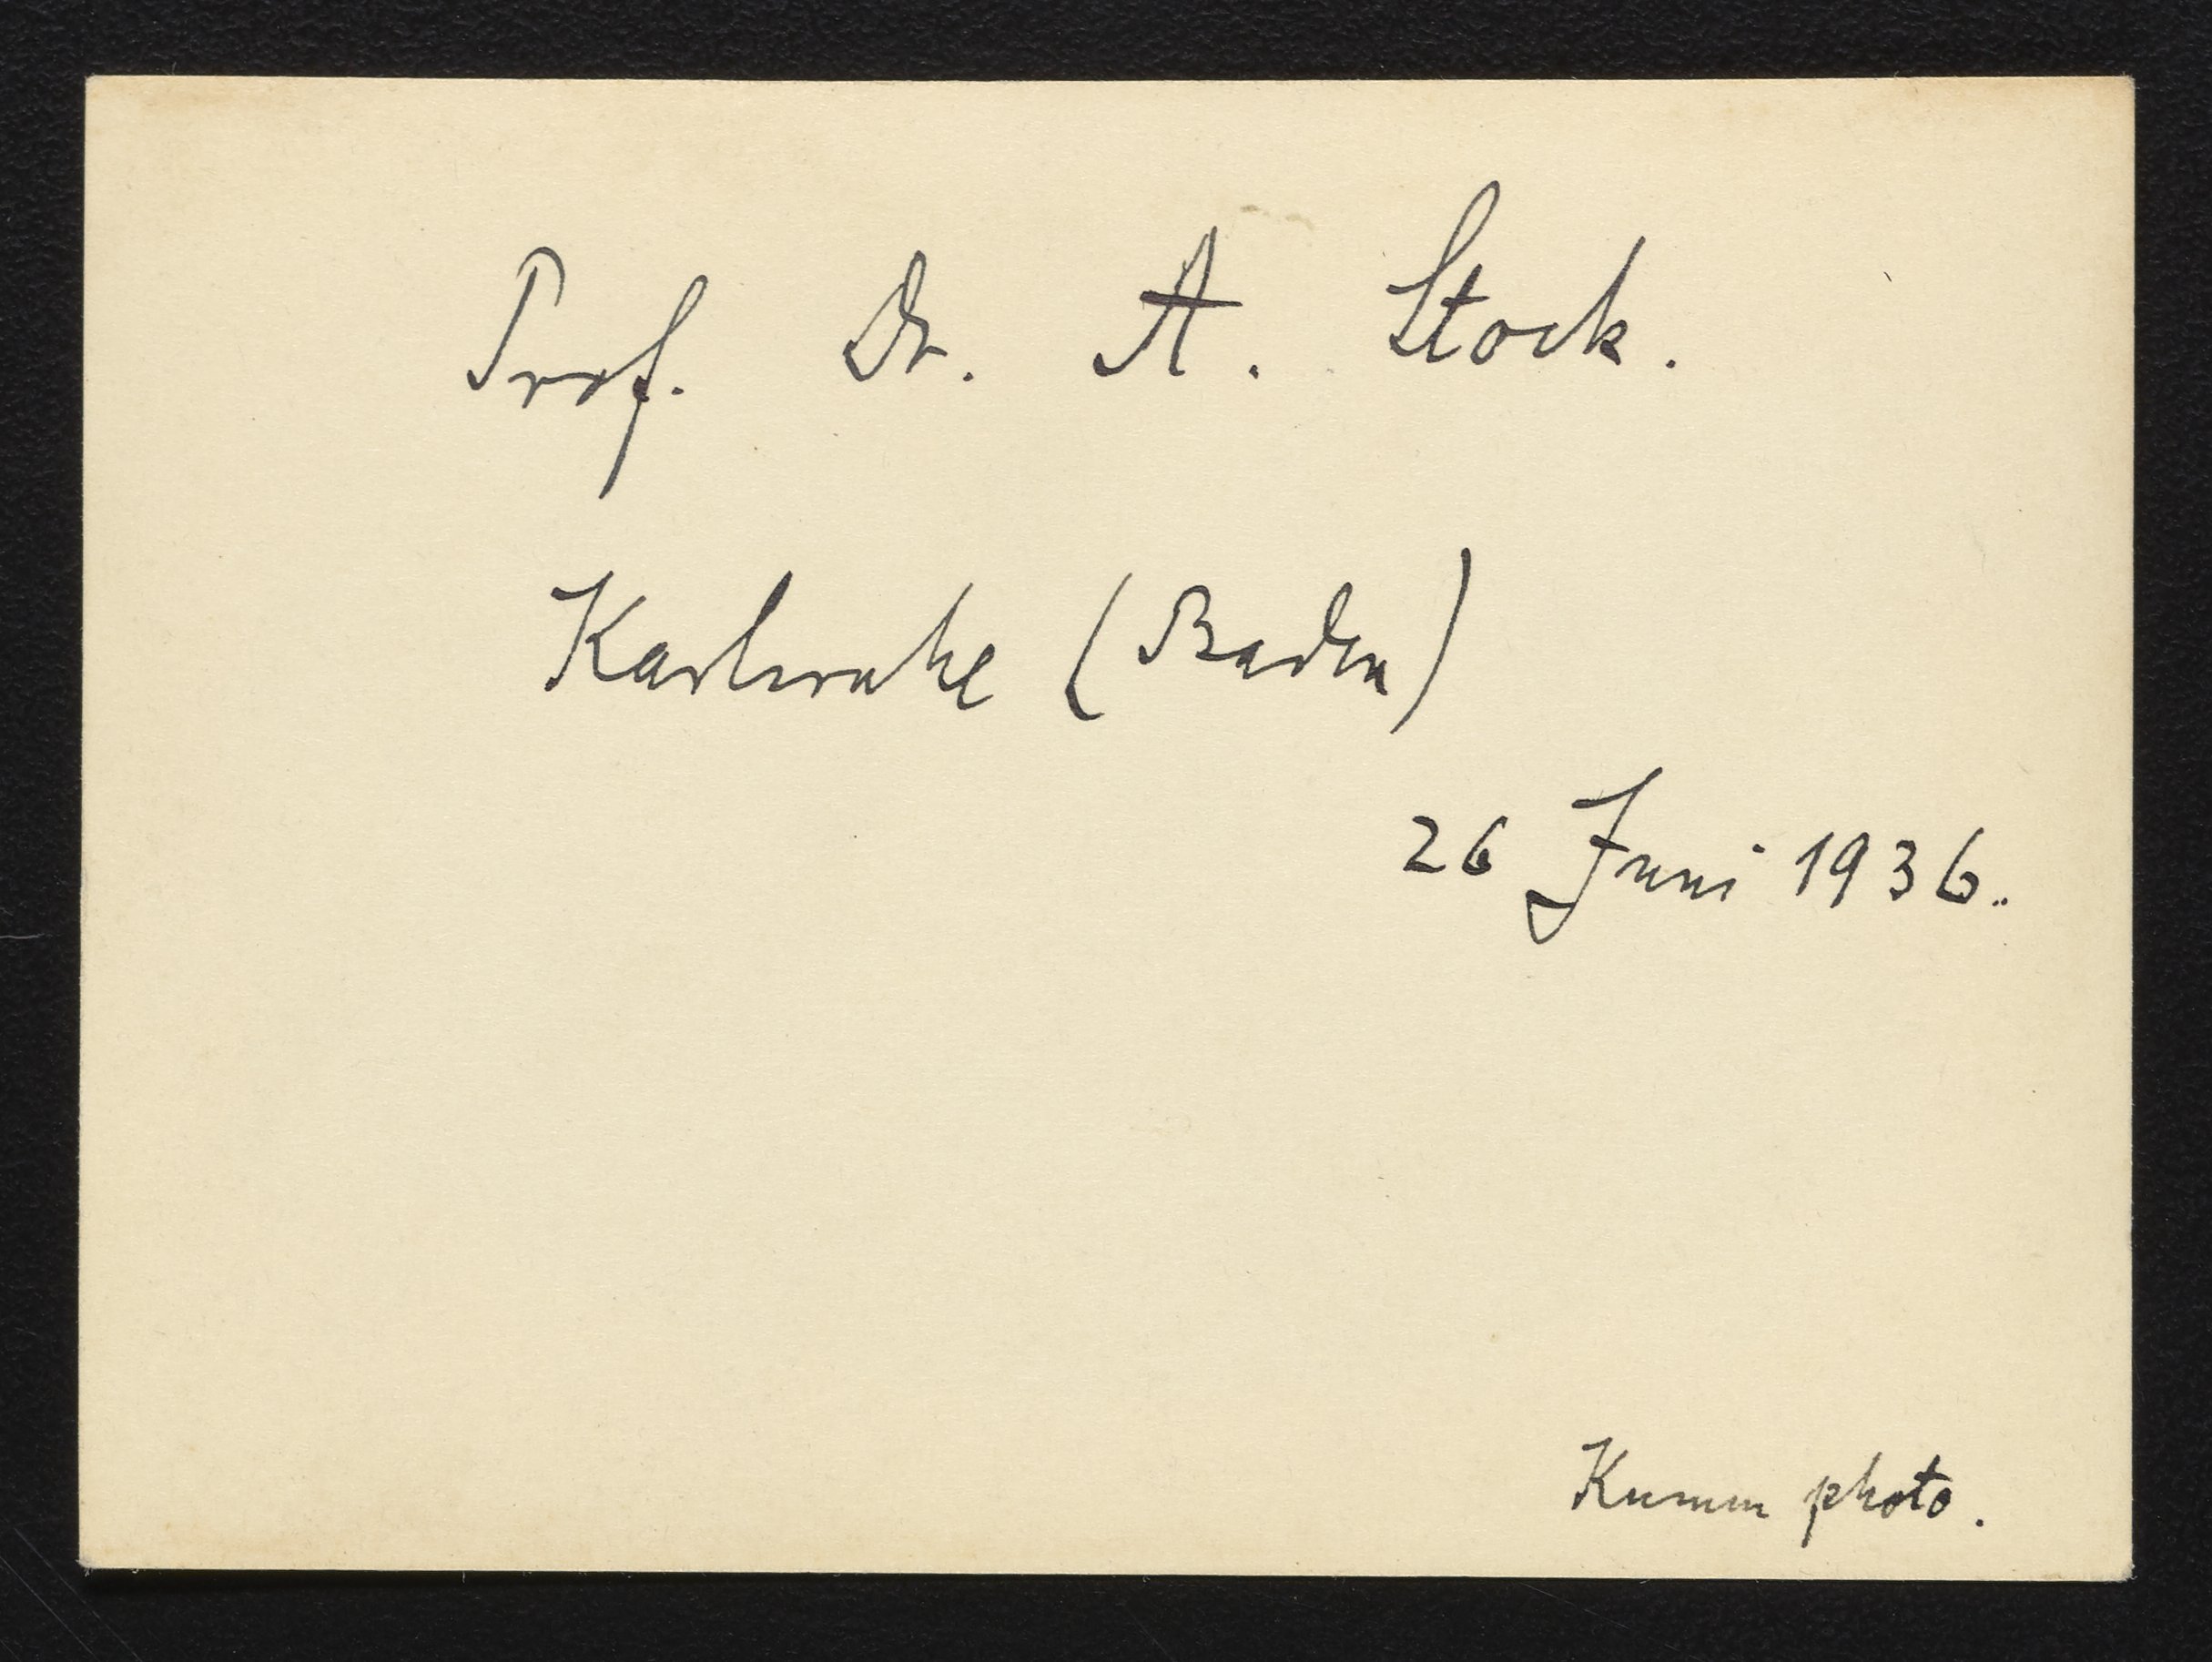 Prof. Dr. A. Stock.
Karlsruhe (Baden)
26 Juni 1936.
Kumm photo.